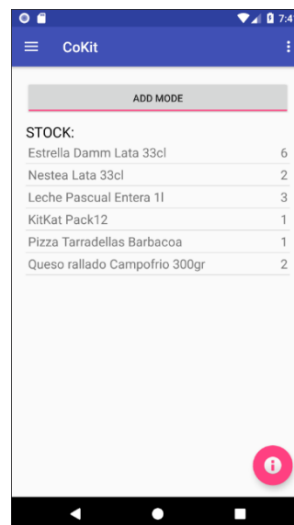 7:4
CoKit
ADD MODE
STOCK:
Estrella Damm Lata 33cl 6
Nestea Lata 33cl 2
Leche Pascual Entera 1l 3
KitKat Pack12 1
Pizza Tarradellas Barbacoa 1
Queso rallado Campofrio 300gr 2